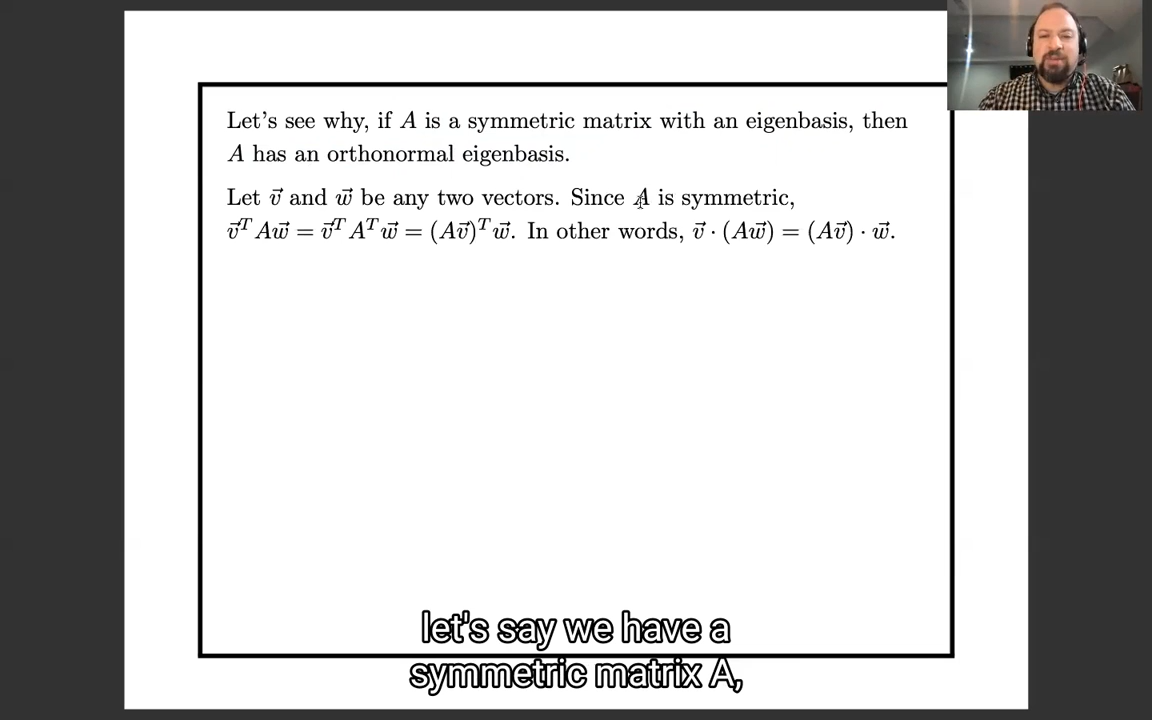 Let's see why, if A is a symmetric matrix with an eigenbasis, then
A has an orthonormal eigenbasis.
Let v⃗ and w⃗ be any two vectors. Since A is symmetric,
v⃗ᵀAw⃗ = v⃗ᵀAᵀw⃗ = (Av⃗)ᵀw⃗. In other words, v⃗ · (Aw⃗) = (Av⃗) · w⃗.
let's say we have a
symmetric matrix A,